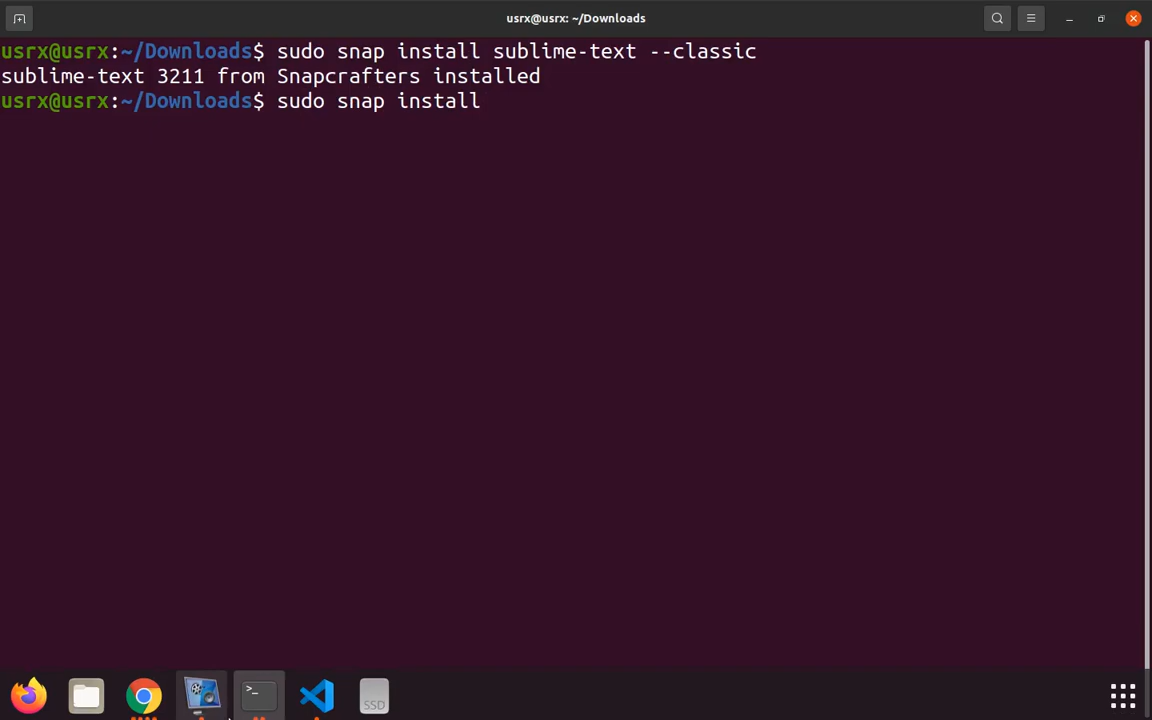 usrx@usrx: ~/Downloads
usrx@usrx:~/Downloads$ sudo snap install sublime-text --classic
sublime-text 3211 from Snapcrafters installed
usrx@usrx:~/Downloads$ sudo snap install
>_
SSD